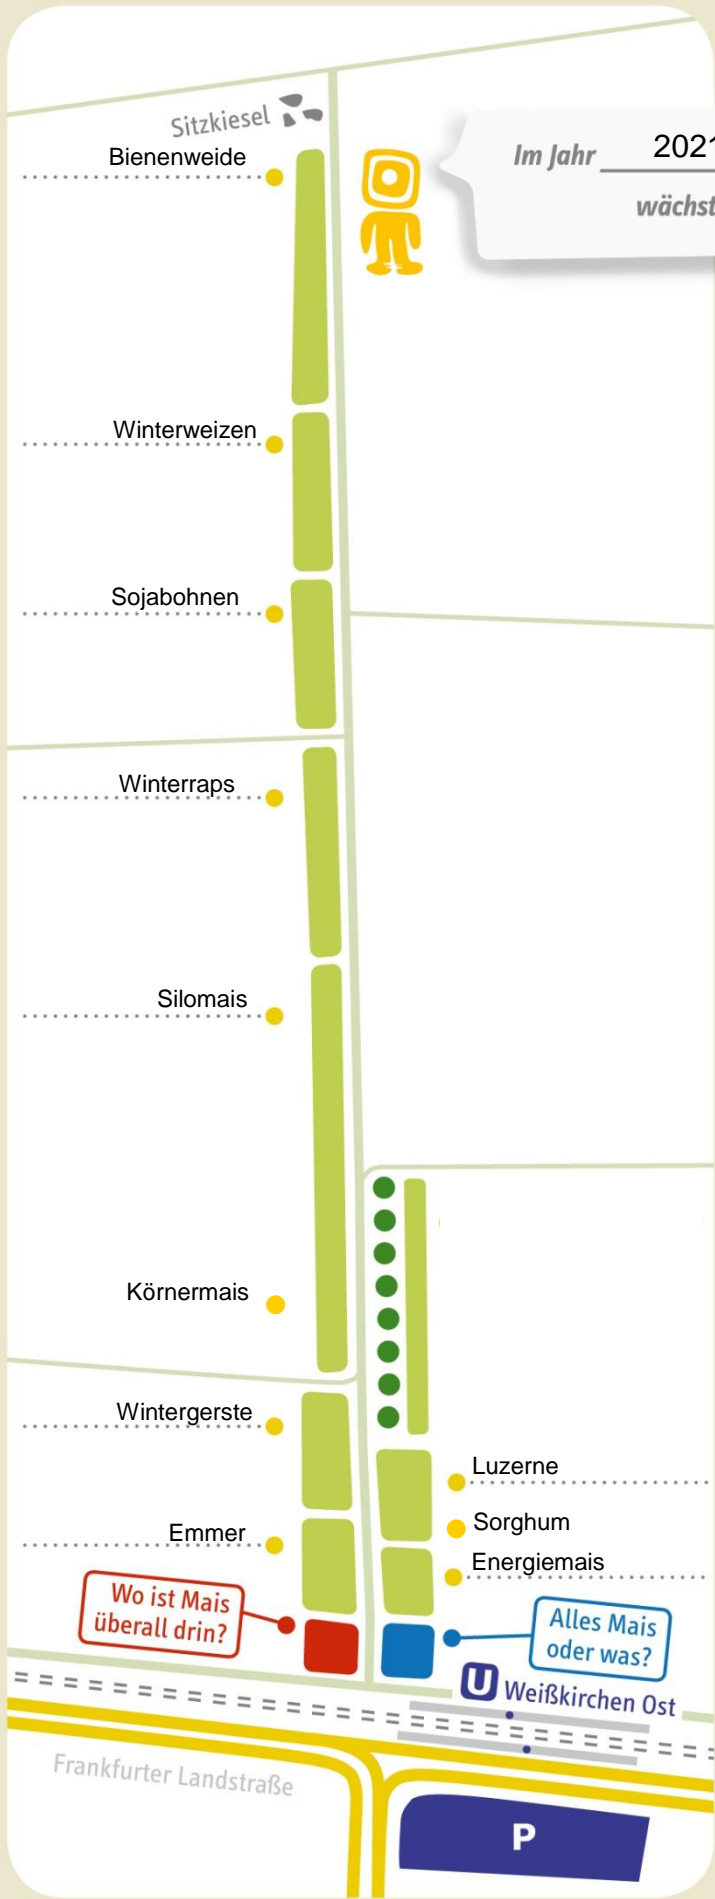 Sitzkiesel
Bienenweide
Im Jahr 2021
wächst
Winterweizen
Sojabohnen
Winterraps
Silomais
Körnermais
Wintergerste
Luzerne
Sorghum
Emmer
Energiemais
Wo ist Mais
überall drin?
Alles Mais
oder was?
U Weißkirchen Ost
Frankfurter Landstraße
P